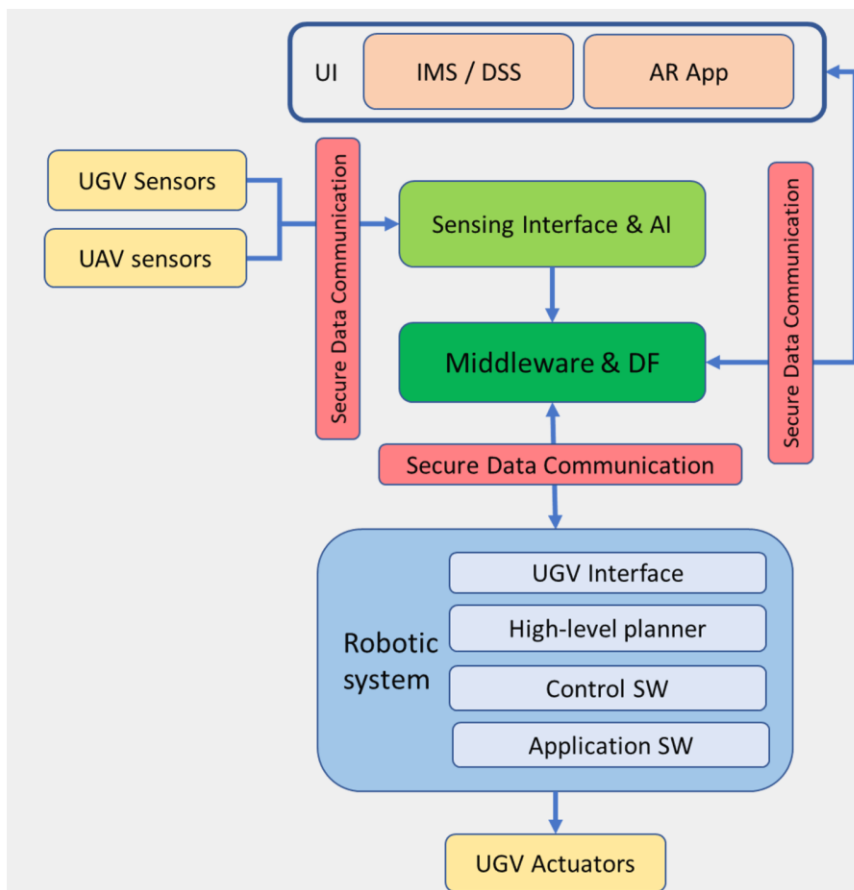 UI
IMS / DSS
AR App
UGV Sensors
UAV sensors
Secure Data Communication
Sensing Interface & AI
Secure Data Communication
Middleware & DF
Secure Data Communication
Robotic
system
UGV Interface
High-level planner
Control SW
Application SW
UGV Actuators